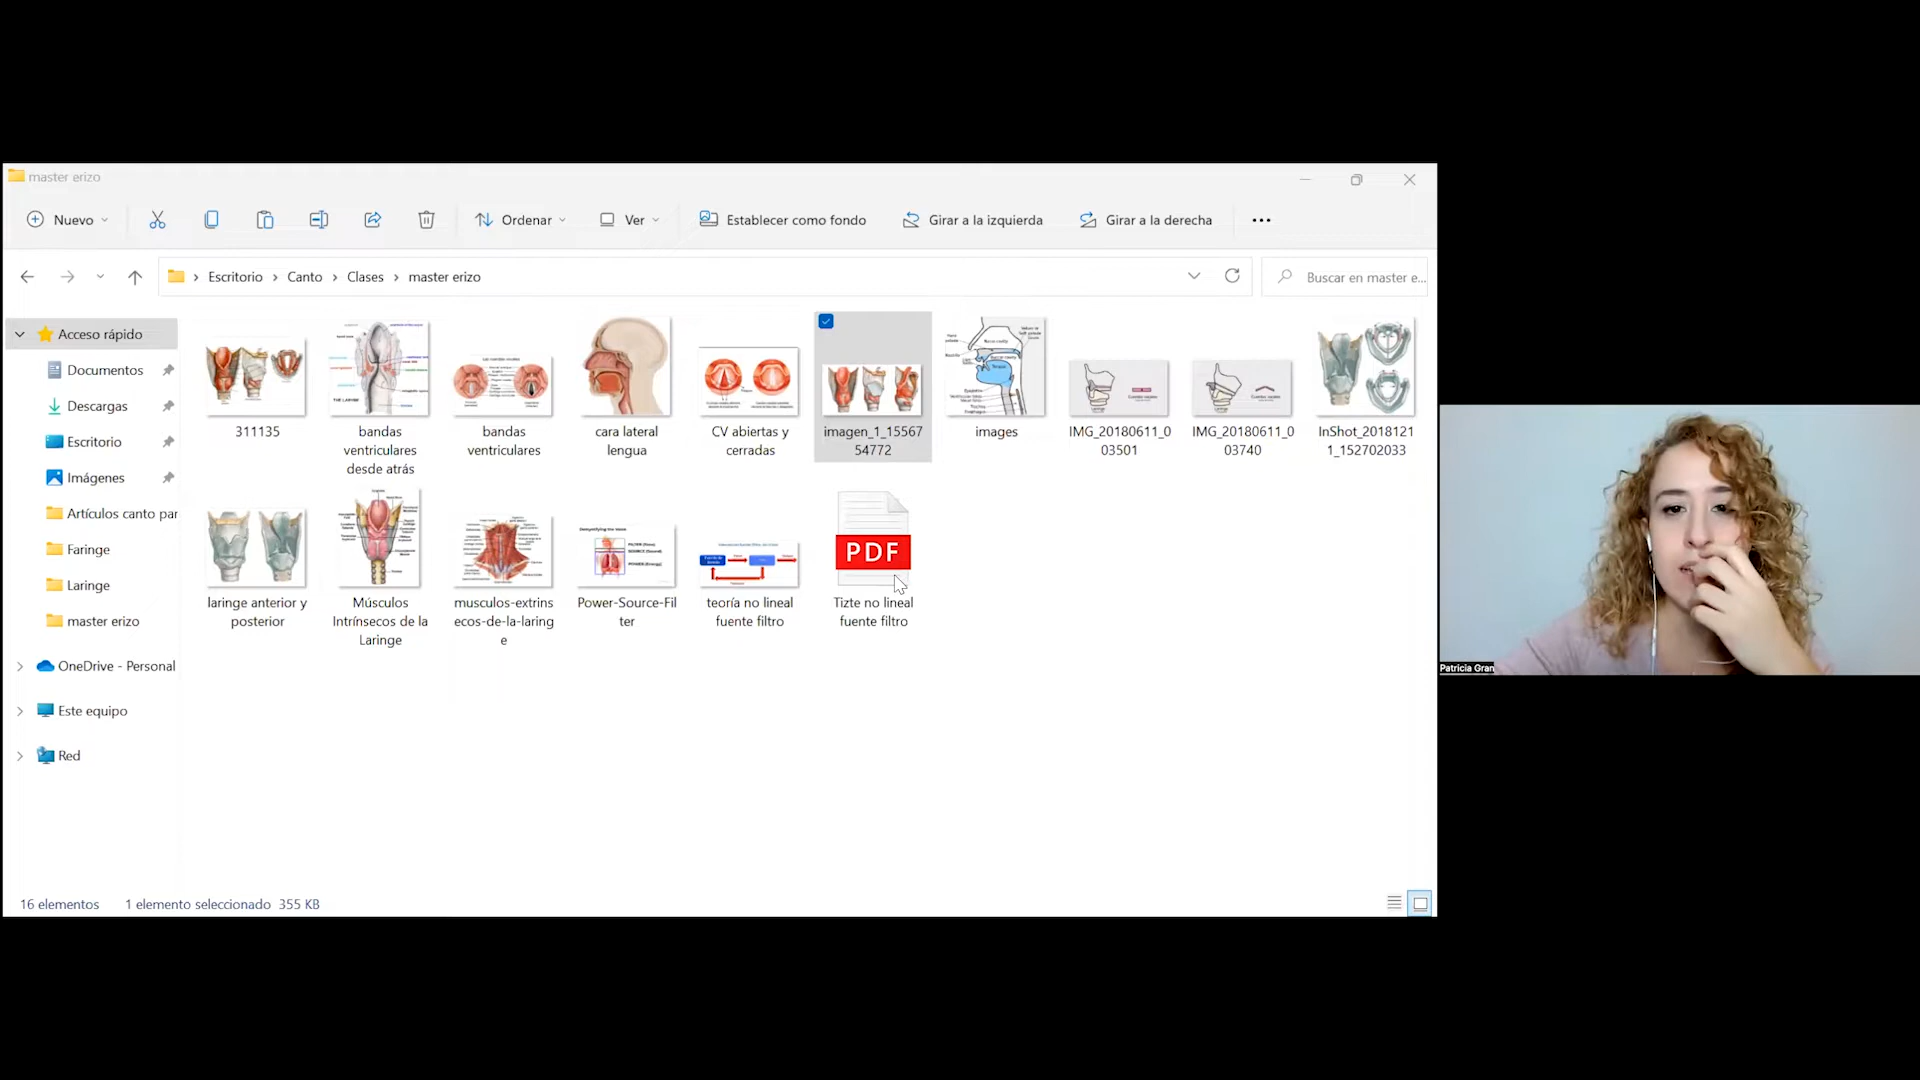 master erizo
Nuevo
Ordenar
Ver
Establecer como fondo
Girar a la izquierda
Girar a la derecha
Escritorio > Canto > Clases > master erizo
Buscar en master e...
Acceso rápido
Documentos
Descargas
Escritorio
Imágenes
Artículos canto par
Faringe
Laringe
master erizo
OneDrive - Personal
Este equipo
Red
311135
bandas
ventriculares
desde atrás
bandas
ventriculares
cara lateral
lengua
CV abiertas y
cerradas
imagen_1_15567
54772
images
IMG_20180611_0
03501
IMG_20180611_0
03740
InShot_2018121
1_152702033
laringe anterior y
posterior
Músculos
Intrínsecos de la
Laringe
musculos-extrins
ecos-de-la-laring
e
Power-Source-Fil
ter
teoría no lineal
fuente filtro
PDF
Tizte no lineal
fuente filtro
16 elementos
1 elemento seleccionado 355 KB
Patricia Gran